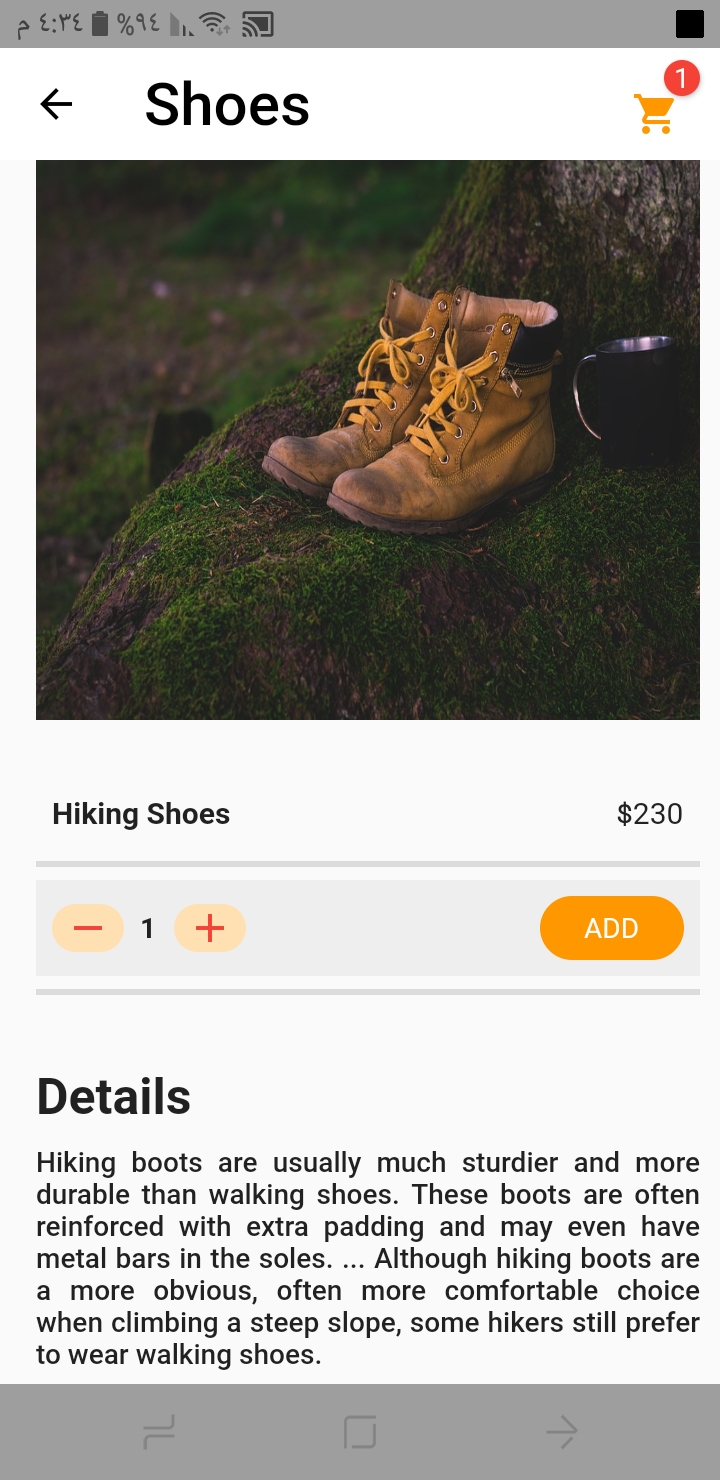 م ٤:٣٤ %٩٤
Shoes
1
Hiking Shoes
$230
1
ADD
Details
Hiking boots are usually much sturdier and more
durable than walking shoes. These boots are often
reinforced with extra padding and may even have
metal bars in the soles. ... Although hiking boots are
a more obvious, often more comfortable choice
when climbing a steep slope, some hikers still prefer
to wear walking shoes.